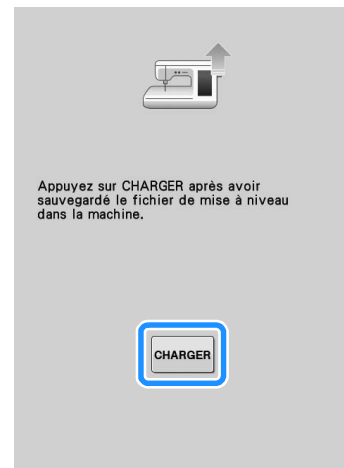 Appuyez sur CHARGER après avoir
sauvegardé le fichier de mise à niveau
dans la machine.
CHARGER